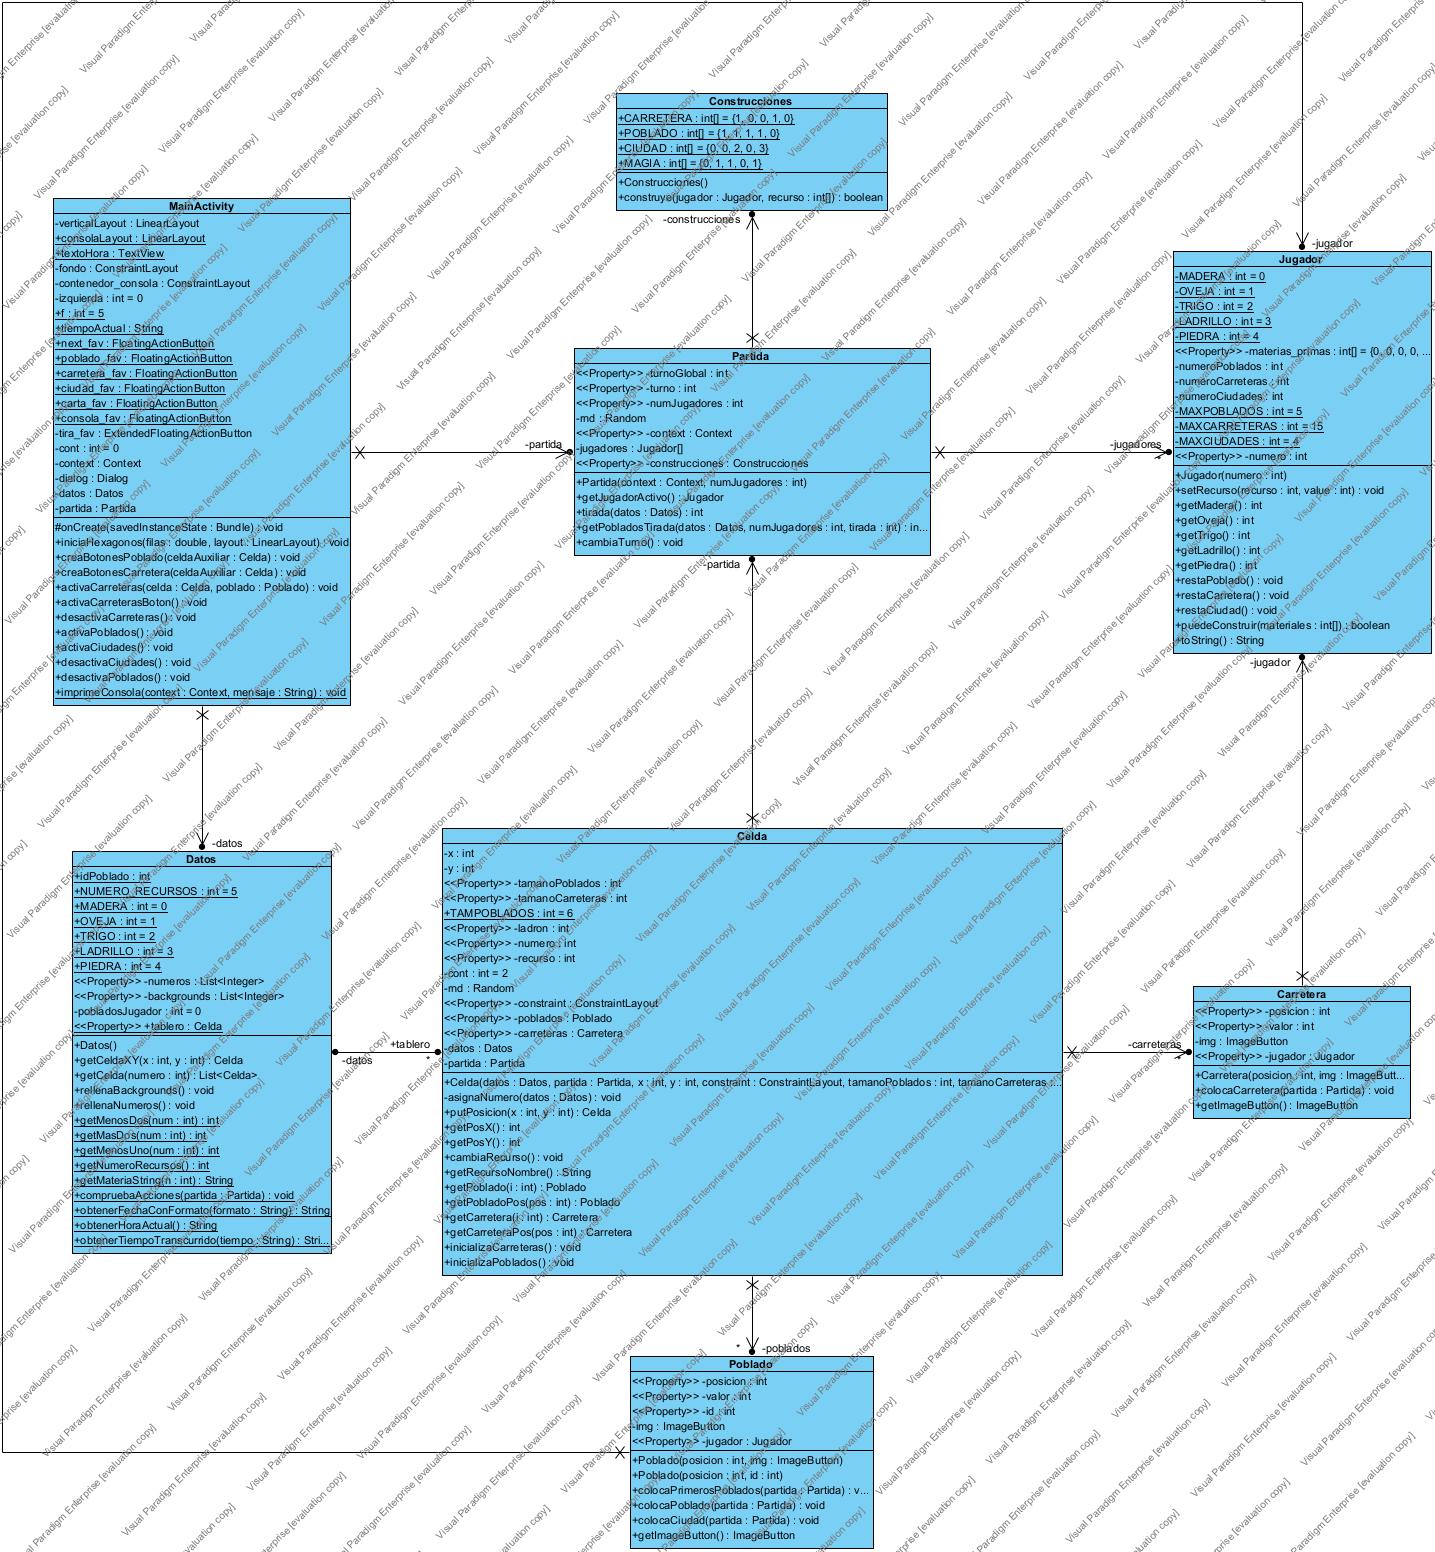 Construcciones
+CARRETERA : int[] = {1, 0, 0, 1, 0}
+POBLADO : int[] = {1, 1, 1, 1, 0}
+CIUDAD : int[] = {0, 0, 2, 0, 3}
+MAGIA : int[] = {0, 1, 1, 0, 1}
+Construcciones()
+construye(jugador : Jugador, recurso : int[]) : boolean
-construcciones
MainActivity
-verticalLayout : LinearLayout
+consolaLayout : LinearLayout
+textoHora : TextView
-fondo : ConstraintLayout
-contenedor_consola : ConstraintLayout
-izquierda : int = 0
+f : int = 5
+tiempoActual : String
+next_fav : FloatingActionButton
+poblado_fav : FloatingActionButton
+carretera_fav : FloatingActionButton
+ciudad_fav : FloatingActionButton
+carta_fav : FloatingActionButton
+consola_fav : FloatingActionButton
-tira_fav : ExtendedFloatingActionButton
-cont : int = 0
-context : Context
-dialog : Dialog
-datos : Datos
-partida : Partida
#onCreate(savedInstanceState : Bundle) : void
+iniciaHexagonos(filas : double, layout : LinearLayout) : void
+creaBotonesPoblado(celdaAuxiliar : Celda) : void
+creaBotonesCarretera(celdaAuxiliar : Celda) : void
+activaCarreteras(celda : Celda, poblado : Poblado) : void
+activaCarreterasBoton() : void
+desactivaCarreteras() : void
+activaPoblados() : void
+activaCiudades() : void
+desactivaCiudades() : void
+desactivaPoblados() : void
+imprimeConsola(context : Context, mensaje : String) : void
-partida
Partida
<<Property>> -turnoGlobal : int
<<Property>> -turno : int
<<Property>> -numJugadores : int
-rnd : Random
<<Property>> -context : Context
-jugadores : Jugador[]
<<Property>> -construcciones : Construcciones
+Partida(context : Context, numJugadores : int)
+getJugadorActivo() : Jugador
+tirada(datos : Datos) : int
+getPobladosTirada(datos : Datos, numJugadores : int, tirada : int) : in...
+cambiaTurno() : void
-partida
-jugadores
*
-jugador
Jugador
-MADERA : int = 0
-OVEJA : int = 1
-TRIGO : int = 2
-LADRILLO : int = 3
-PIEDRA : int = 4
<<Property>> -materias_primas : int[] = {0, 0, 0, 0, ...
-numeroPoblados : int
-numeroCarreteras : int
-numeroCiudades : int
-MAXPOBLADOS : int = 5
-MAXCARRETERAS : int = 15
-MAXCIUDADES : int = 4
<<Property>> -numero : int
+Jugador(numero : int)
+setRecurso(recurso : int, value : int) : void
+getMadera() : int
+getOveja() : int
+getTrigo() : int
+getLadrillo() : int
+getPiedra() : int
+restaPoblado() : void
+restaCarretera() : void
+restaCiudad() : void
+puedeConstruir(materiales : int[]) : boolean
+toString() : String
-jugador
-datos
Datos
+idPoblado : int
+NUMERO_RECURSOS : int = 5
+MADERA : int = 0
+OVEJA : int = 1
+TRIGO : int = 2
+LADRILLO : int = 3
+PIEDRA : int = 4
<<Property>> -numeros : List<Integer>
<<Property>> -backgrounds : List<Integer>
-pobladosJugador : int = 0
<<Property>> +tablero : Celda
+Datos()
+getCeldaXY(x : int, y : int) : Celda
+getCelda(numero : int) : List<Celda>
+rellenaBackgrounds() : void
+rellenaNumeros() : void
+getMenosDos(num : int) : int
+getMasDos(num : int) : int
+getMenosUno(num : int) : int
+getNumeroRecursos() : int
+getMateriaString(n : int) : String
+compruebaAcciones(partida : Partida) : void
+obtenerFechaConFormato(formato : String) : String
+obtenerHoraActual() : String
+obtenerTiempoTranscurrido(tiempo : String) : Stri...
+tablero
*
-datos
Celda
-x : int
-y : int
<<Property>> -tamanoPoblados : int
<<Property>> -tamanoCarreteras : int
+TAMPOBLADOS : int = 6
<<Property>> -ladron : int
<<Property>> -numero : int
<<Property>> -recurso : int
-cont : int = 2
-rnd : Random
<<Property>> -constraint : ConstraintLayout
<<Property>> -poblados : Poblado
<<Property>> -carreteras : Carretera
-datos : Datos
-partida : Partida
+Celda(datos : Datos, partida : Partida, x : int, y : int, constraint : ConstraintLayout, tamanoPoblados : int, tamanoCarreteras :...
-asignaNumero(datos : Datos) : void
+putPosicion(x : int, y : int) : Celda
+getPosX() : int
+getPosY() : int
+cambiaRecurso() : void
+getRecursoNombre() : String
+getPoblado(i : int) : Poblado
+getPobladoPos(pos : int) : Poblado
+getCarretera(i : int) : Carretera
+getCarreteraPos(pos : int) : Carretera
+inicializaCarreteras() : void
+inicializaPoblados() : void
-carreteras
*
Carretera
<<Property>> -posicion : int
<<Property>> -valor : int
-img : ImageButton
<<Property>> -jugador : Jugador
+Carretera(posicion : int, img : ImageButt...
+colocaCarretera(partida : Partida) : void
+getImageButton() : ImageButton
*
-poblados
Poblado
<<Property>> -posicion : int
<<Property>> -valor : int
<<Property>> -id : int
-img : ImageButton
<<Property>> -jugador : Jugador
+Poblado(posicion : int, img : ImageButton)
+Poblado(posicion : int, id : int)
+colocaPrimerosPoblados(partida : Partida) : v...
+colocaPoblado(partida : Partida) : void
+colocaCiudad(partida : Partida) : void
+getImageButton() : ImageButton
Visual Paradigm Enterprise [evaluation copy]